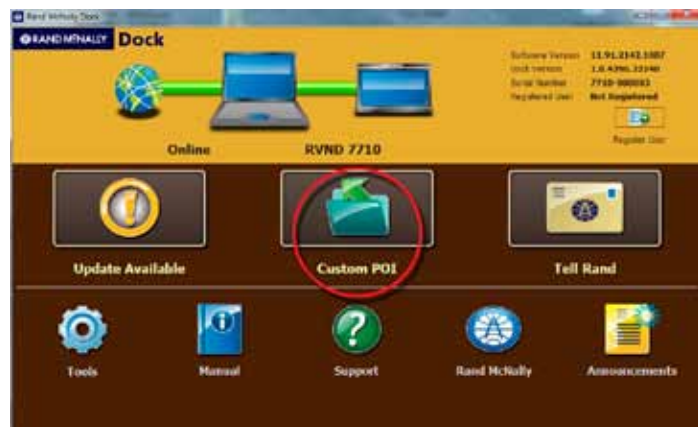 Rand McNally Dock
RAND MCNALLY Dock
Software Version
Dock Version
Serial Number
Registered User Not Registered
Register User
Online
RVND 7710
Update Available
Custom POI
Tell Rand
Tools
Manual
Support
Rand McNally
Announcements